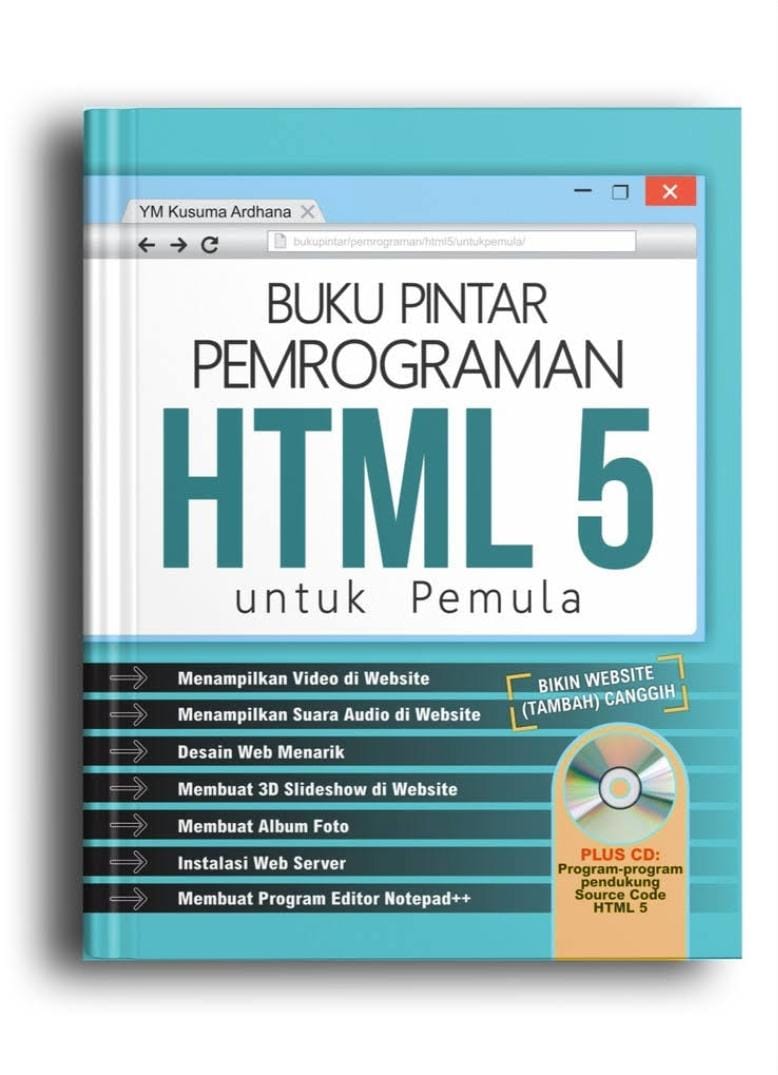 YM Kusuma Ardhana
bukupintar/pemrograman/html5/untukpemula/
BUKU PINTAR
PEMROGRAMAN
HTML 5
untuk Pemula
Menampilkan Video di Website
Menampilkan Suara Audio di Website
Desain Web Menarik
Membuat 3D Slideshow di Website
Membuat Album Foto
Instalasi Web Server
Membuat Program Editor Notepad++
BIKIN WEBSITE
(TAMBAH) CANGGIH
PLUS CD:
Program-program
pendukung
Source Code
HTML 5